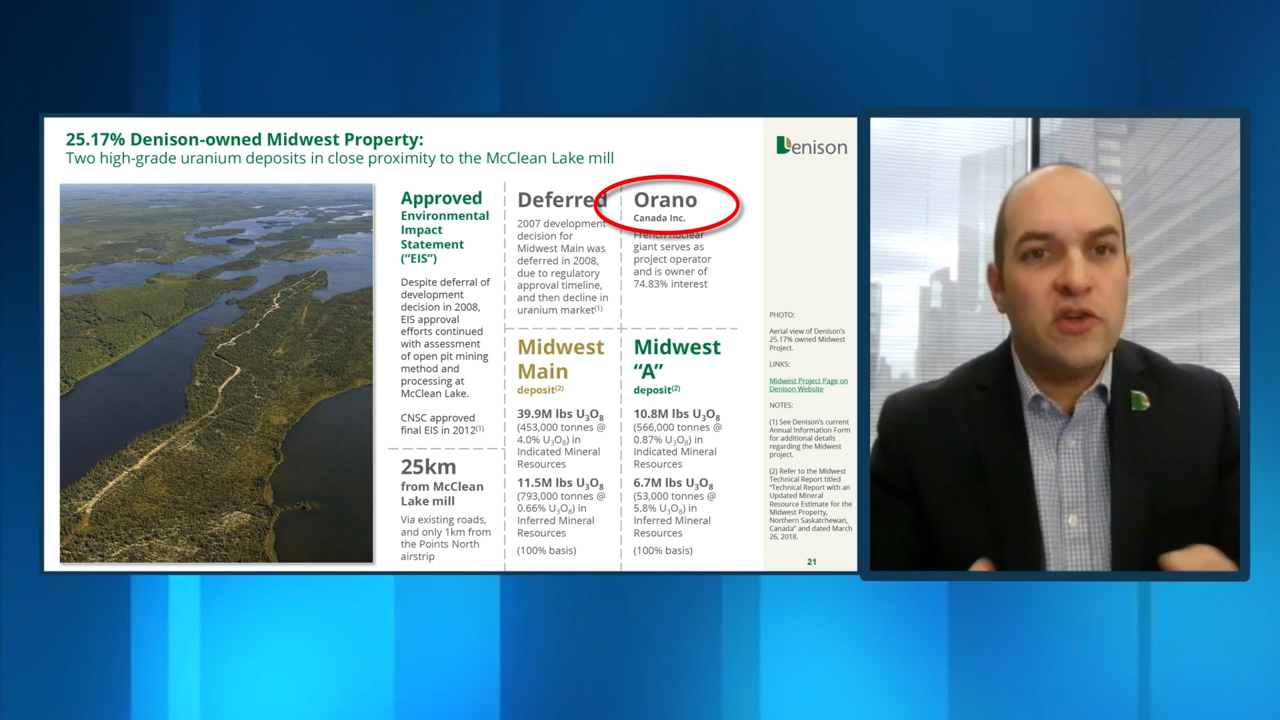 25.17% Denison-owned Midwest Property:
Two high-grade uranium deposits in close proximity to the McClean Lake mill
Approved
Environmental
Impact
Statement
(“EIS”)
Despite deferral of
development
decision in 2008,
EIS approval
efforts continued
with assessment
of open pit mining
method and
processing at
McClean Lake.
CNSC approved
final EIS in 2012(1)
25km
from McClean
Lake mill
Via existing roads,
and only 1km from
the Points North
airstrip
Deferred
2007 development
decision for
Midwest Main was
deferred in 2008,
due to regulatory
approval timeline,
and then decline in
uranium market(1)
Orano
Canada Inc.
French nuclear
giant serves as
project operator
and is owner of
74.83% interest
Midwest
Main
deposit(2)
39.9M lbs U3O8
(453,000 tonnes @
4.0% U3O8) in
Indicated Mineral
Resources
11.5M lbs U3O8
(793,000 tonnes @
0.66% U3O8) in
Inferred Mineral
Resources
(100% basis)
Midwest
“A”
deposit(2)
10.8M lbs U3O8
(566,000 tonnes @
0.87% U3O8) in
Indicated Mineral
Resources
6.7M lbs U3O8
(53,000 tonnes @
5.8% U3O8) in
Inferred Mineral
Resources
(100% basis)
Denison
PHOTO:
Aerial view of Denison's
25.17% owned Midwest
Project.
LINKS:
Midwest Project Page on
Denison Website
NOTES:
(1) See Denison's current
Annual Information Form
for additional details
regarding the Midwest
project.
(2) Refer to the Midwest
Technical Report titled
“Technical Report with an
Updated Mineral
Resource Estimate for the
Midwest Property,
Northern Saskatchewan,
Canada” and dated March
26, 2018.
21